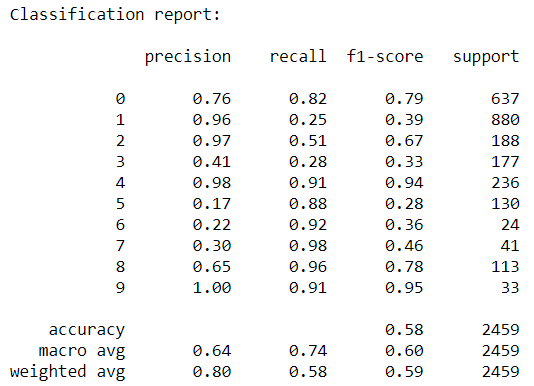 Classification report:
precision recall f1-score support
0 0.76 0.82 0.79 637
1 0.96 0.25 0.39 880
2 0.97 0.51 0.67 188
3 0.41 0.28 0.33 177
4 0.98 0.91 0.94 236
5 0.17 0.88 0.28 130
6 0.22 0.92 0.36 24
7 0.30 0.98 0.46 41
8 0.65 0.96 0.78 113
9 1.00 0.91 0.95 33
accuracy 0.58 2459
macro avg 0.64 0.74 0.60 2459
weighted avg 0.80 0.58 0.59 2459